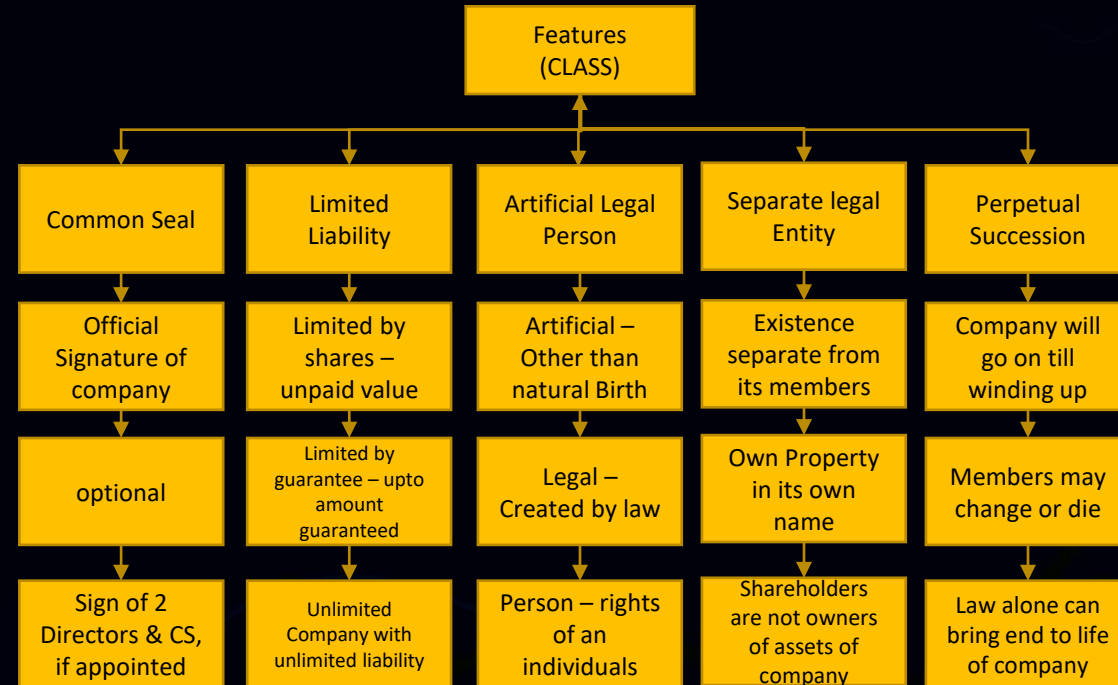 Features
(CLASS)
Common Seal
Limited
Liability
Artificial Legal
Person
Separate legal
Entity
Perpetual
Succession
Official
Signature of
company
Limited by
shares –
unpaid value
Artificial –
Other than
natural Birth
Existence
separate from
its members
Company will
go on till
winding up
optional
Limited by
guarantee – upto
amount
guaranteed
Legal –
Created by law
Own Property
in its own
name
Members may
change or die
Sign of 2
Directors & CS,
if appointed
Unlimited
Company with
unlimited liability
Person – rights
of an
individuals
Shareholders
are not owners
of assets of
company
Law alone can
bring end to life
of company